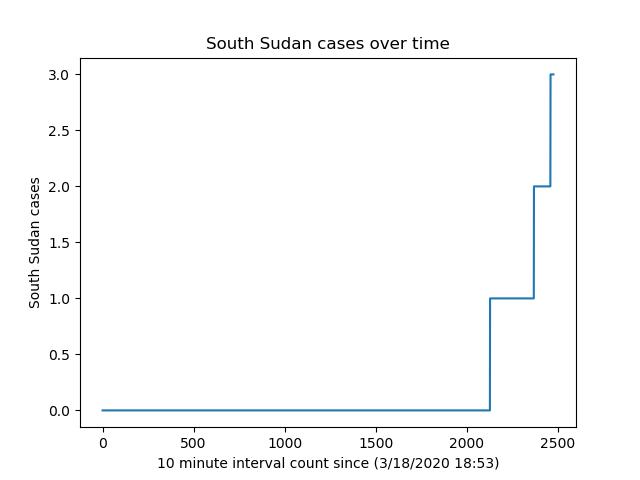 South Sudan cases over time
3.0
2.5
2.0
1.5
1.0
0.5
0.0
South Sudan cases
0 500 1000 1500 2000 2500
10 minute interval count since (3/18/2020 18:53)